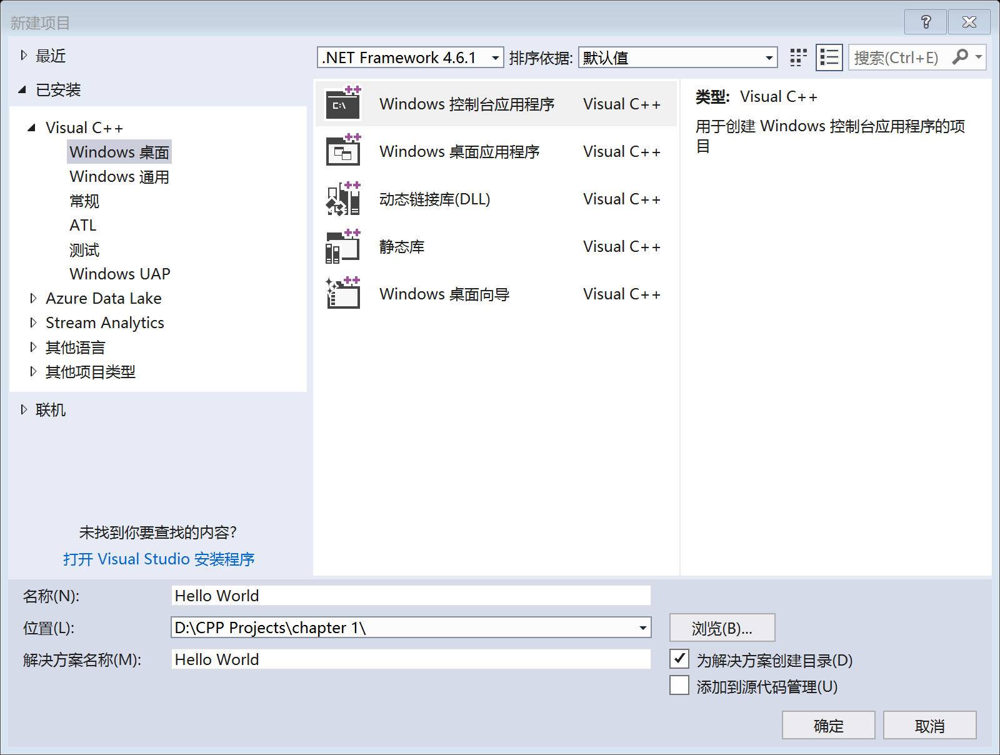 新建项目
最近
已安装
Visual C++
Windows 桌面
Windows 通用
常规
ATL
测试
Windows UAP
Azure Data Lake
Stream Analytics
其他语言
其他项目类型
联机
未找到你要查找的内容?
打开 Visual Studio 安装程序
.NET Framework 4.6.1 排序依据: 默认值 搜索(Ctrl+E)
C:\ Windows 控制台应用程序 Visual C++
Windows 桌面应用程序 Visual C++
动态链接库(DLL) Visual C++
静态库 Visual C++
Windows 桌面向导 Visual C++
类型: Visual C++
用于创建 Windows 控制台应用程序的项
目
名称(N): Hello World
位置(L): D:\CPP Projects\chapter 1\ 浏览(B)...
解决方案名称(M): Hello World
为解决方案创建目录(D)
添加到源代码管理(U)
确定 取消